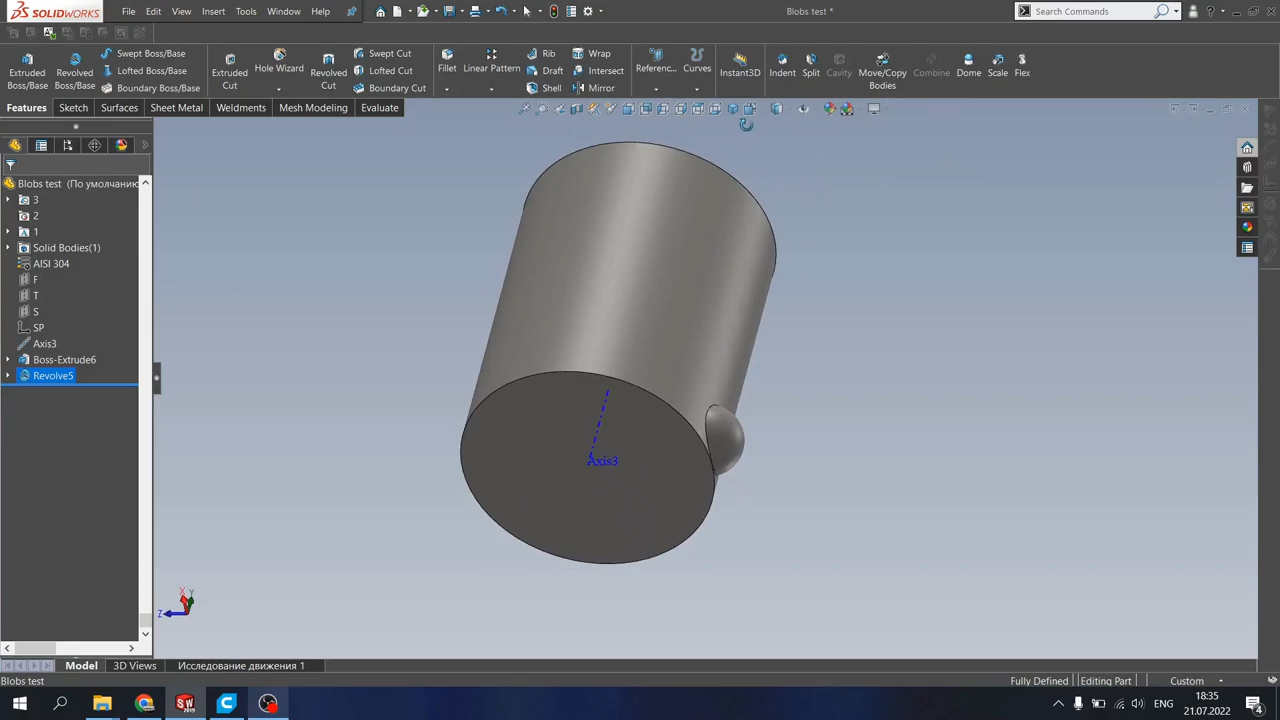 SOLIDWORKS File Edit View Insert Tools Window Help Blobs test * Search Commands ?
Extruded Boss/Base
Revolved Boss/Base
Swept Boss/Base
Lofted Boss/Base
Boundary Boss/Base
Extruded Cut
Hole Wizard
Revolved Cut
Swept Cut
Lofted Cut
Boundary Cut
Fillet
Linear Pattern
Rib
Draft
Shell
Wrap
Intersect
Mirror
Referenc...
Curves
Instant3D
Indent
Split
Cavity
Move/Copy Bodies
Combine
Dome
Scale
Flex
Features Sketch Surfaces Sheet Metal Weldments Mesh Modeling Evaluate
Blobs test (По умолчанию
3
2
1
Solid Bodies(1)
AISI 304
F
T
S
SP
Axis3
Boss-Extrude6
Revolve5
Axis3
X
Y
Z
Model 3D Views Исследование движения 1
Blobs test Fully Defined Editing Part Custom
ENG 18:35
21.07.2022
4